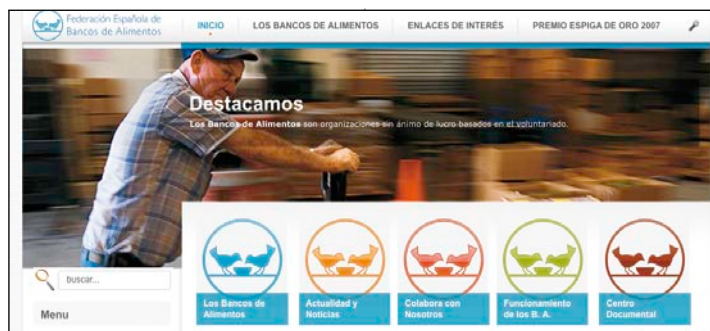 Federación Española de
Bancos de Alimentos
INICIO
LOS BANCOS DE ALIMENTOS
ENLACES DE INTERÉS
PREMIO ESPIGA DE ORO 2007
Destacamos
Los Bancos de Alimentos son organizaciones sin ánimo de lucro basados en el voluntariado.
buscar...
Menu
Los Bancos de
Alimentos
Actualidad y
Noticias
Colabora con
Nosotros
Funcionamiento
de los B. A.
Centro
Documental